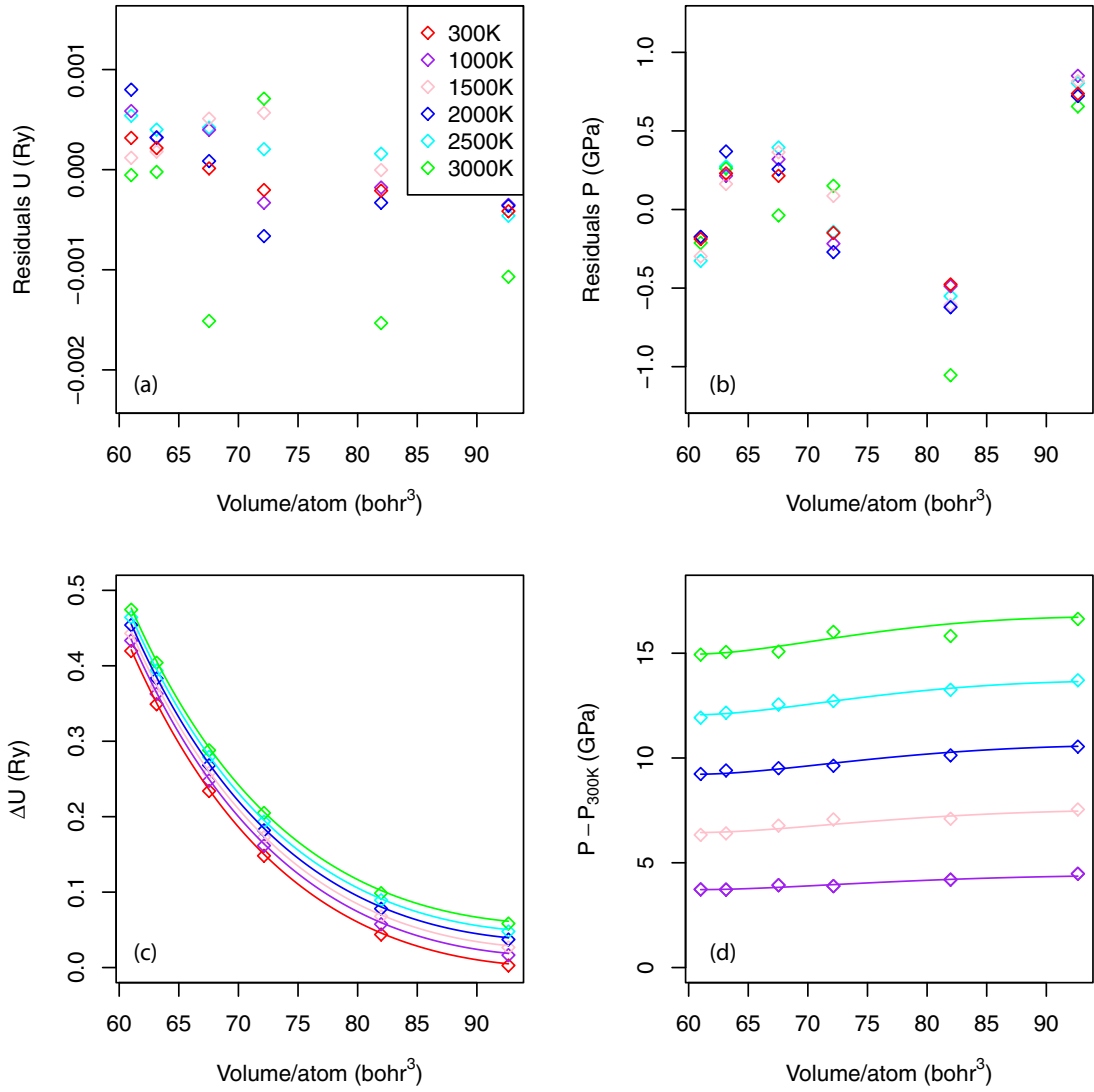 Residuals U (Ry)
0.001
0.000
−0.001
−0.002
300K
1000K
1500K
2000K
2500K
3000K
(a)
60 65 70 75 80 85 90
Volume/atom (bohr³)
Residuals P (GPa)
1.0
0.5
0.0
−0.5
−1.0
(b)
60 65 70 75 80 85 90
Volume/atom (bohr³)
ΔU (Ry)
0.5
0.4
0.3
0.2
0.1
0.0
(c)
60 65 70 75 80 85 90
Volume/atom (bohr³)
P − P300K (GPa)
15
10
5
0
(d)
60 65 70 75 80 85 90
Volume/atom (bohr³)